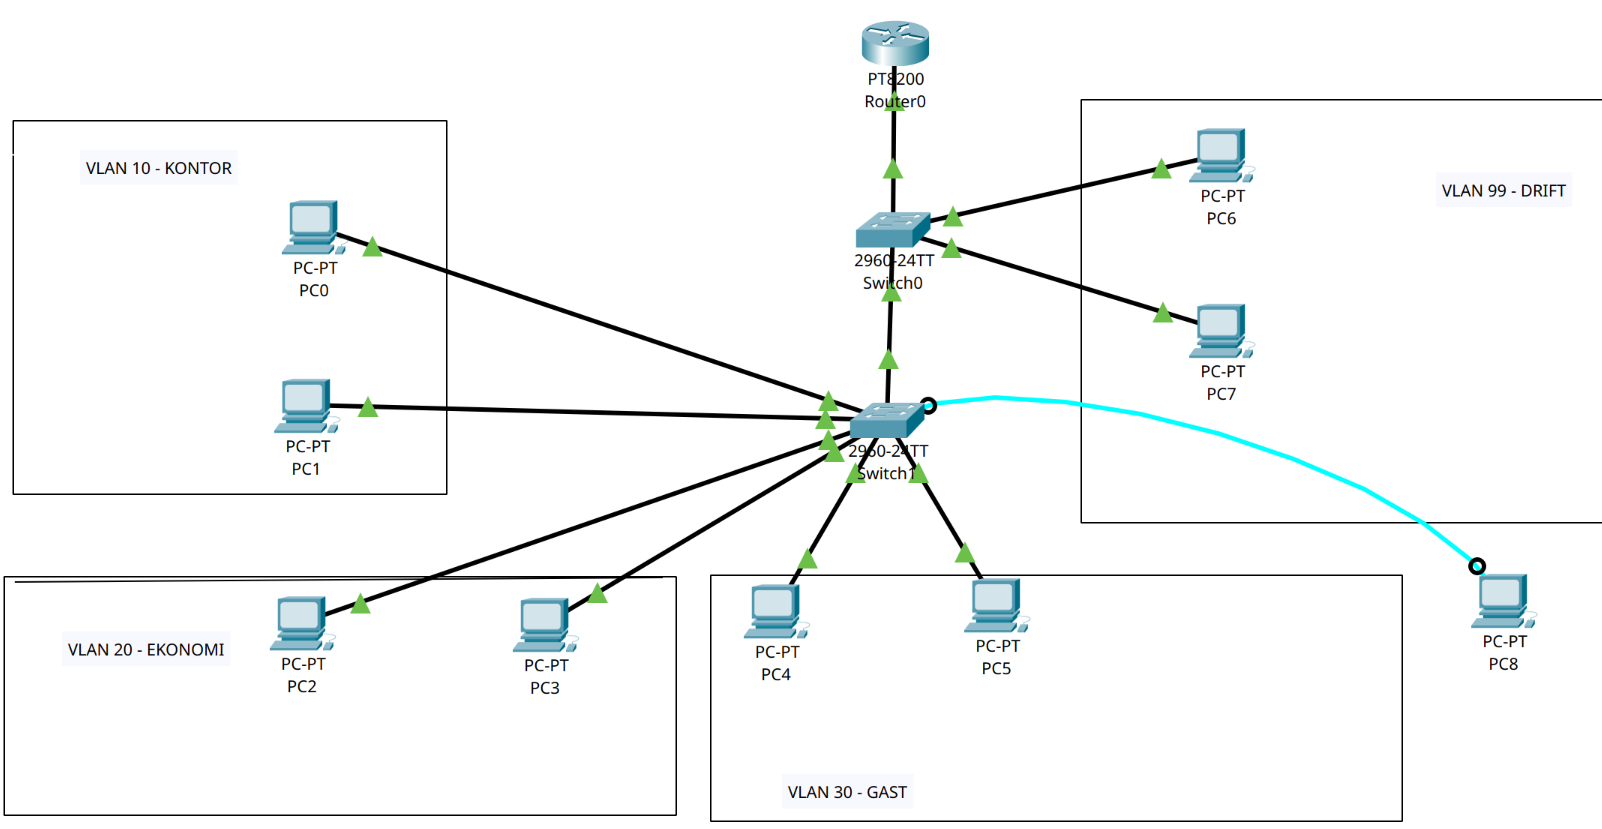 PT8200
Router0
VLAN 10 - KONTOR
PC-PT
PC0
PC-PT
PC1
2960-24TT
Switch0
PC-PT
PC6
VLAN 99 - DRIFT
PC-PT
PC7
2960-24TT
Switch1
VLAN 20 - EKONOMI
PC-PT
PC2
PC-PT
PC3
PC-PT
PC4
PC-PT
PC5
VLAN 30 - GAST
PC-PT
PC8